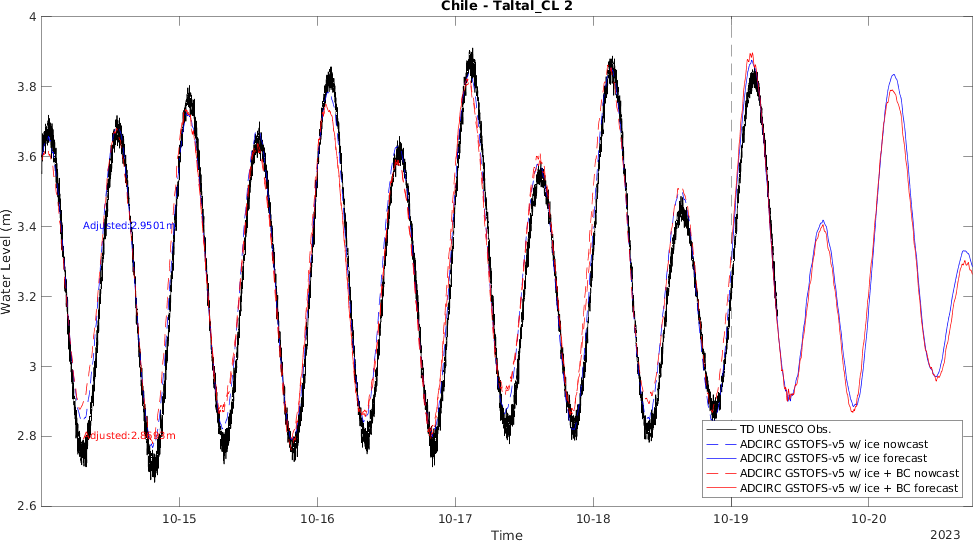 Chile - Taltal_CL 2
4
3.8
3.6
3.4
3.2
3
2.8
2.6
Water Level (m)
Adjusted:2.9501m
10-15
10-16
10-17
10-18
10-19
10-20
Time
2023
TD UNESCO Obs.
ADCIRC GSTOFS-v5 w/ ice nowcast
ADCIRC GSTOFS-v5 w/ ice forecast
ADCIRC GSTOFS-v5 w/ ice + BC nowcast
ADCIRC GSTOFS-v5 w/ ice + BC forecast